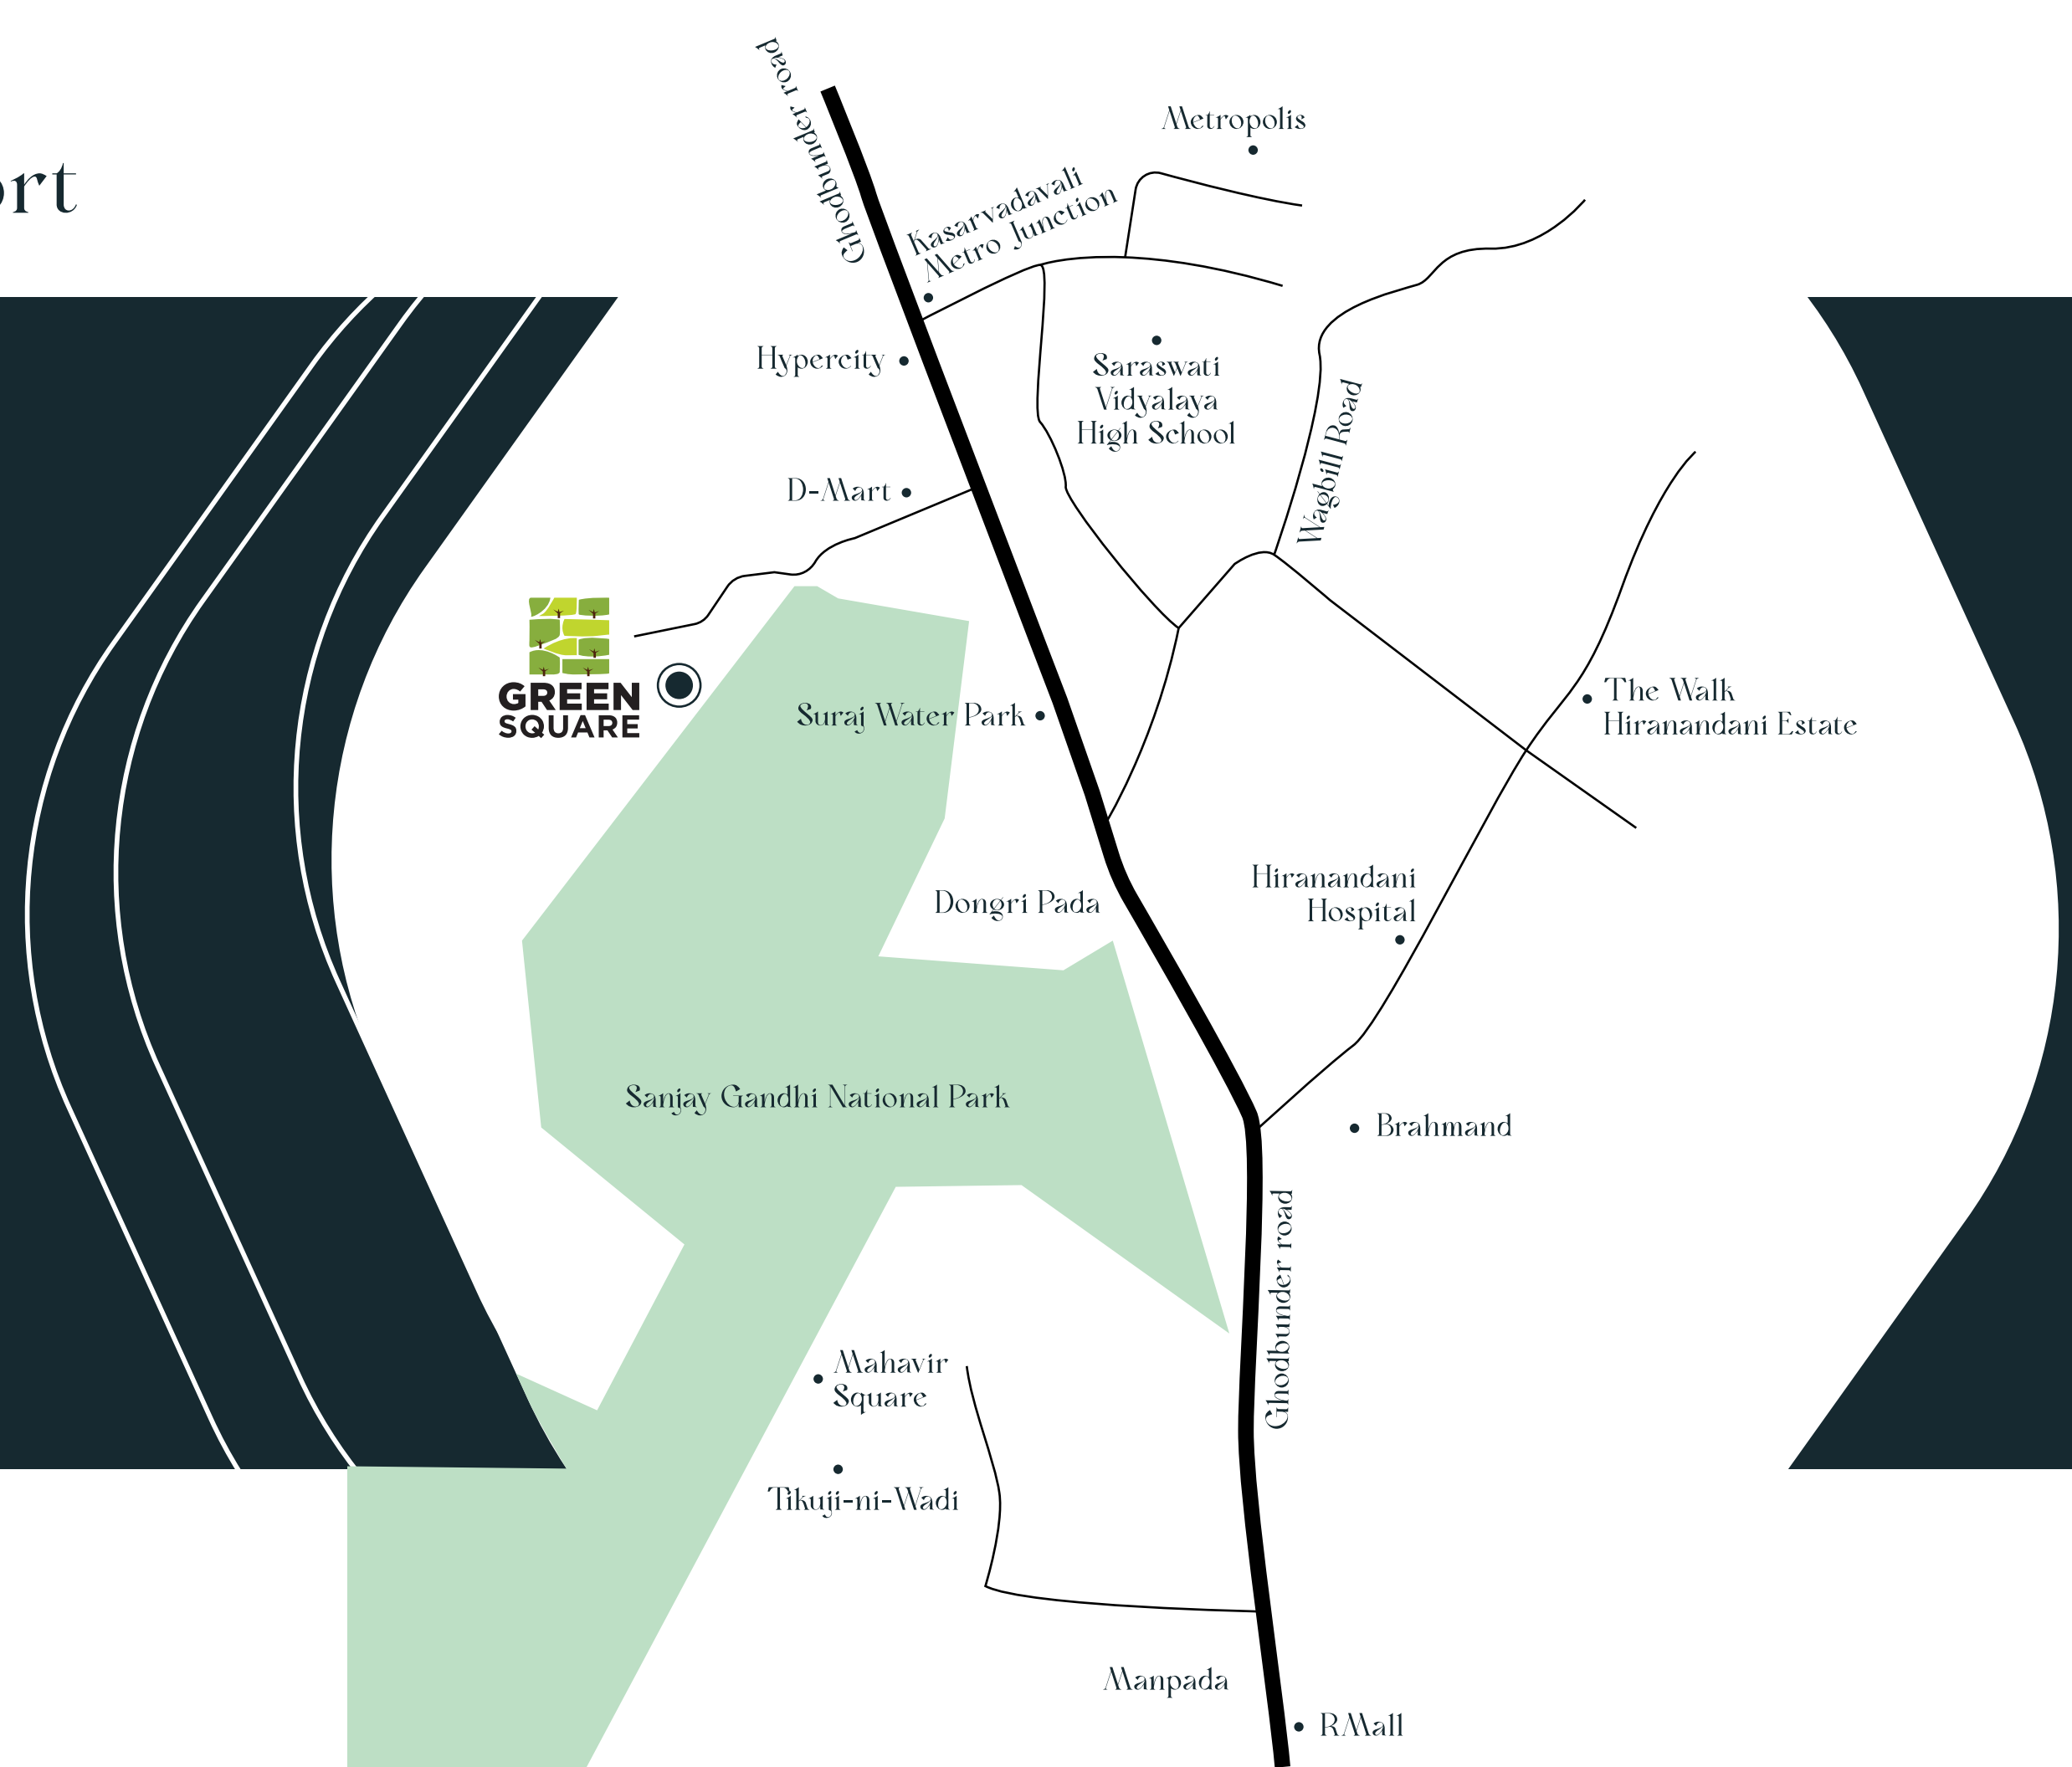 ort
Ghodbunder road
Metropolis
Kasarvadavali
Metro Junction
Hypercity
Saraswati
Vidyalaya
High School
D-Mart
Wagbill Road
GREEN
SQUARE
Suraj Water Park
The Walk
Hiranandani Estate
Dongri Pada
Hiranandani
Hospital
Sanjay Gandhi National Park
Brahmand
Ghodbunder road
Mahavir
Square
Tikuji-ni-Wadi
Manpada
RMall